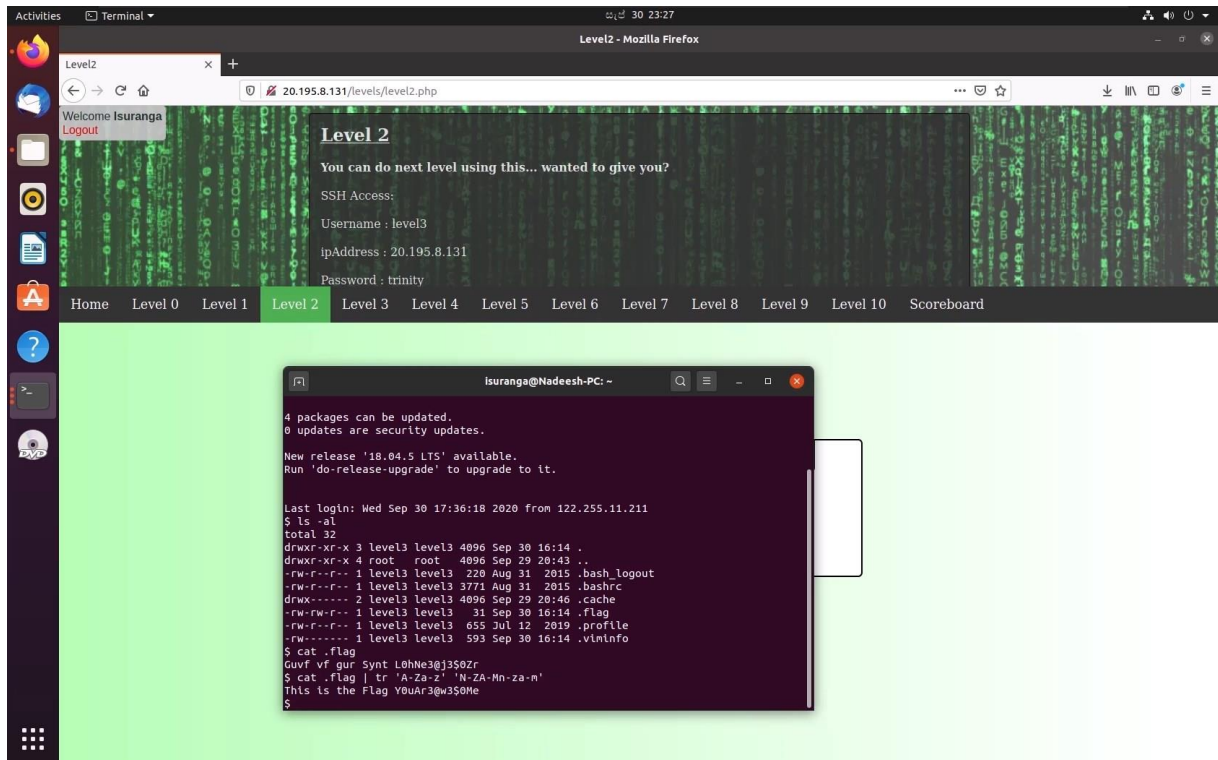 Activities
Terminal
සැප් 30 23:27
Level2 - Mozilla Firefox
Level2
20.195.8.131/levels/level2.php
Welcome Isuranga
Logout
Level 2
You can do next level using this... wanted to give you?
SSH Access:
Username : level3
ipAddress : 20.195.8.131
Password : trinity
Home Level 0 Level 1 Level 2 Level 3 Level 4 Level 5 Level 6 Level 7 Level 8 Level 9 Level 10 Scoreboard
isuranga@Nadeesh-PC: ~
4 packages can be updated.
0 updates are security updates.
New release '18.04.5 LTS' available.
Run 'do-release-upgrade' to upgrade to it.
Last login: Wed Sep 30 17:36:18 2020 from 122.255.11.211
$ ls -al
total 32
drwxr-xr-x 3 level3 level3 4096 Sep 30 16:14 .
drwxr-xr-x 4 root   root   4096 Sep 29 20:43 ..
-rw-r--r-- 1 level3 level3  220 Aug 31  2015 .bash_logout
-rw-r--r-- 1 level3 level3 3771 Aug 31  2015 .bashrc
drwx------ 2 level3 level3 4096 Sep 29 20:46 .cache
-rw-rw-r-- 1 level3 level3   31 Sep 30 16:14 .flag
-rw-r--r-- 1 level3 level3  655 Jul 12  2019 .profile
-rw------- 1 level3 level3  593 Sep 30 16:14 .viminfo
$ cat .flag
Guvf vf gur Synt L0hNe3@j3$0Zr
$ cat .flag | tr 'A-Za-z' 'N-ZA-Mn-za-m'
This is the Flag Y0uAr3@w3$0Me
$